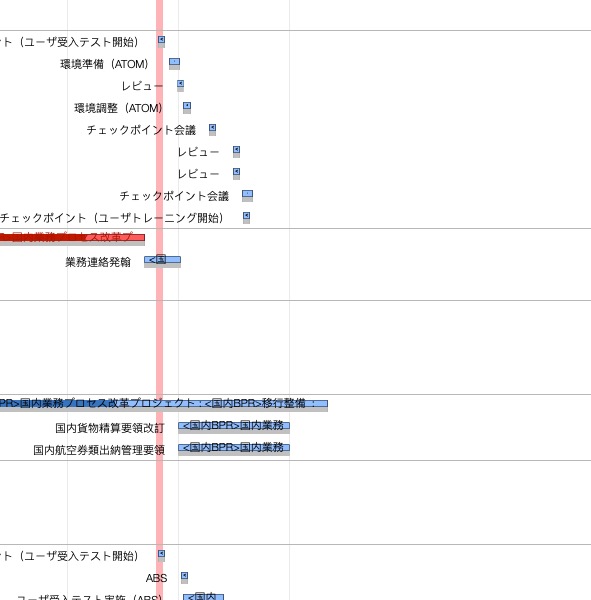 ント（ユーザ受入テスト開始）
環境準備（ATOM）
レビュー
環境調整（ATOM）
チェックポイント会議
レビュー
レビュー
チェックポイント会議
チェックポイント（ユーザトレーニング開始）
国内業務プロセス改革プ
業務連絡発翰 <国
PR>国内業務プロセス改革プロジェクト：<国内BPR>移行整備 ：
国内貨物精算要領改訂 <国内BPR>国内業務
国内航空券類出納管理要領 <国内BPR>国内業務
ント（ユーザ受入テスト開始）
ABS
ユーザ受入テスト実施（ABS） <国内